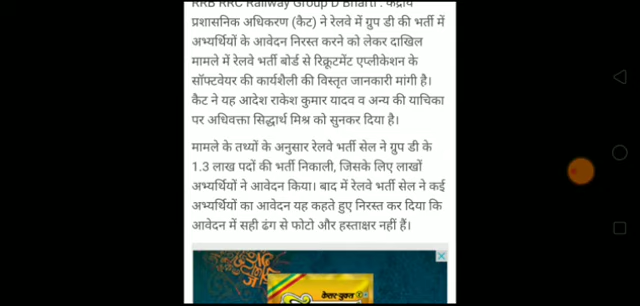 RRB RRC Railway Group D Bharti : केंद्रीय
प्रशासनिक अधिकरण (कैट) ने रेलवे में ग्रुप डी की भर्ती में
अभ्यर्थियों के आवेदन निरस्त करने को लेकर दाखिल
मामले में रेलवे भर्ती बोर्ड से रिक्रूटमेंट एप्लीकेशन के
सॉफ्टवेयर की कार्यशैली की विस्तृत जानकारी मांगी है।
कैट ने यह आदेश राकेश कुमार यादव व अन्य की याचिका
पर अधिवक्ता सिद्धार्थ मिश्र को सुनकर दिया है।
मामले के तथ्यों के अनुसार रेलवे भर्ती सेल ने ग्रुप डी के
1.3 लाख पदों की भर्ती निकाली, जिसके लिए लाखों
अभ्यर्थियों ने आवेदन किया। बाद में रेलवे भर्ती सेल ने कई
अभ्यर्थियों का आवेदन यह कहते हुए निरस्त कर दिया कि
आवेदन में सही ढंग से फोटो और हस्ताक्षर नहीं हैं।
केसर-युक्त